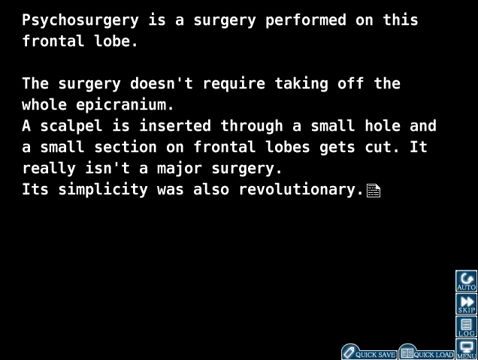 Psychosurgery is a surgery performed on this
frontal lobe.
The surgery doesn't require taking off the
whole epicranium.
A scalpel is inserted through a small hole and
a small section on frontal lobes gets cut. It
really isn't a major surgery.
Its simplicity was also revolutionary.
AUTO
SKIP
LOG
MENU
QUICK SAVE
QUICK LOAD